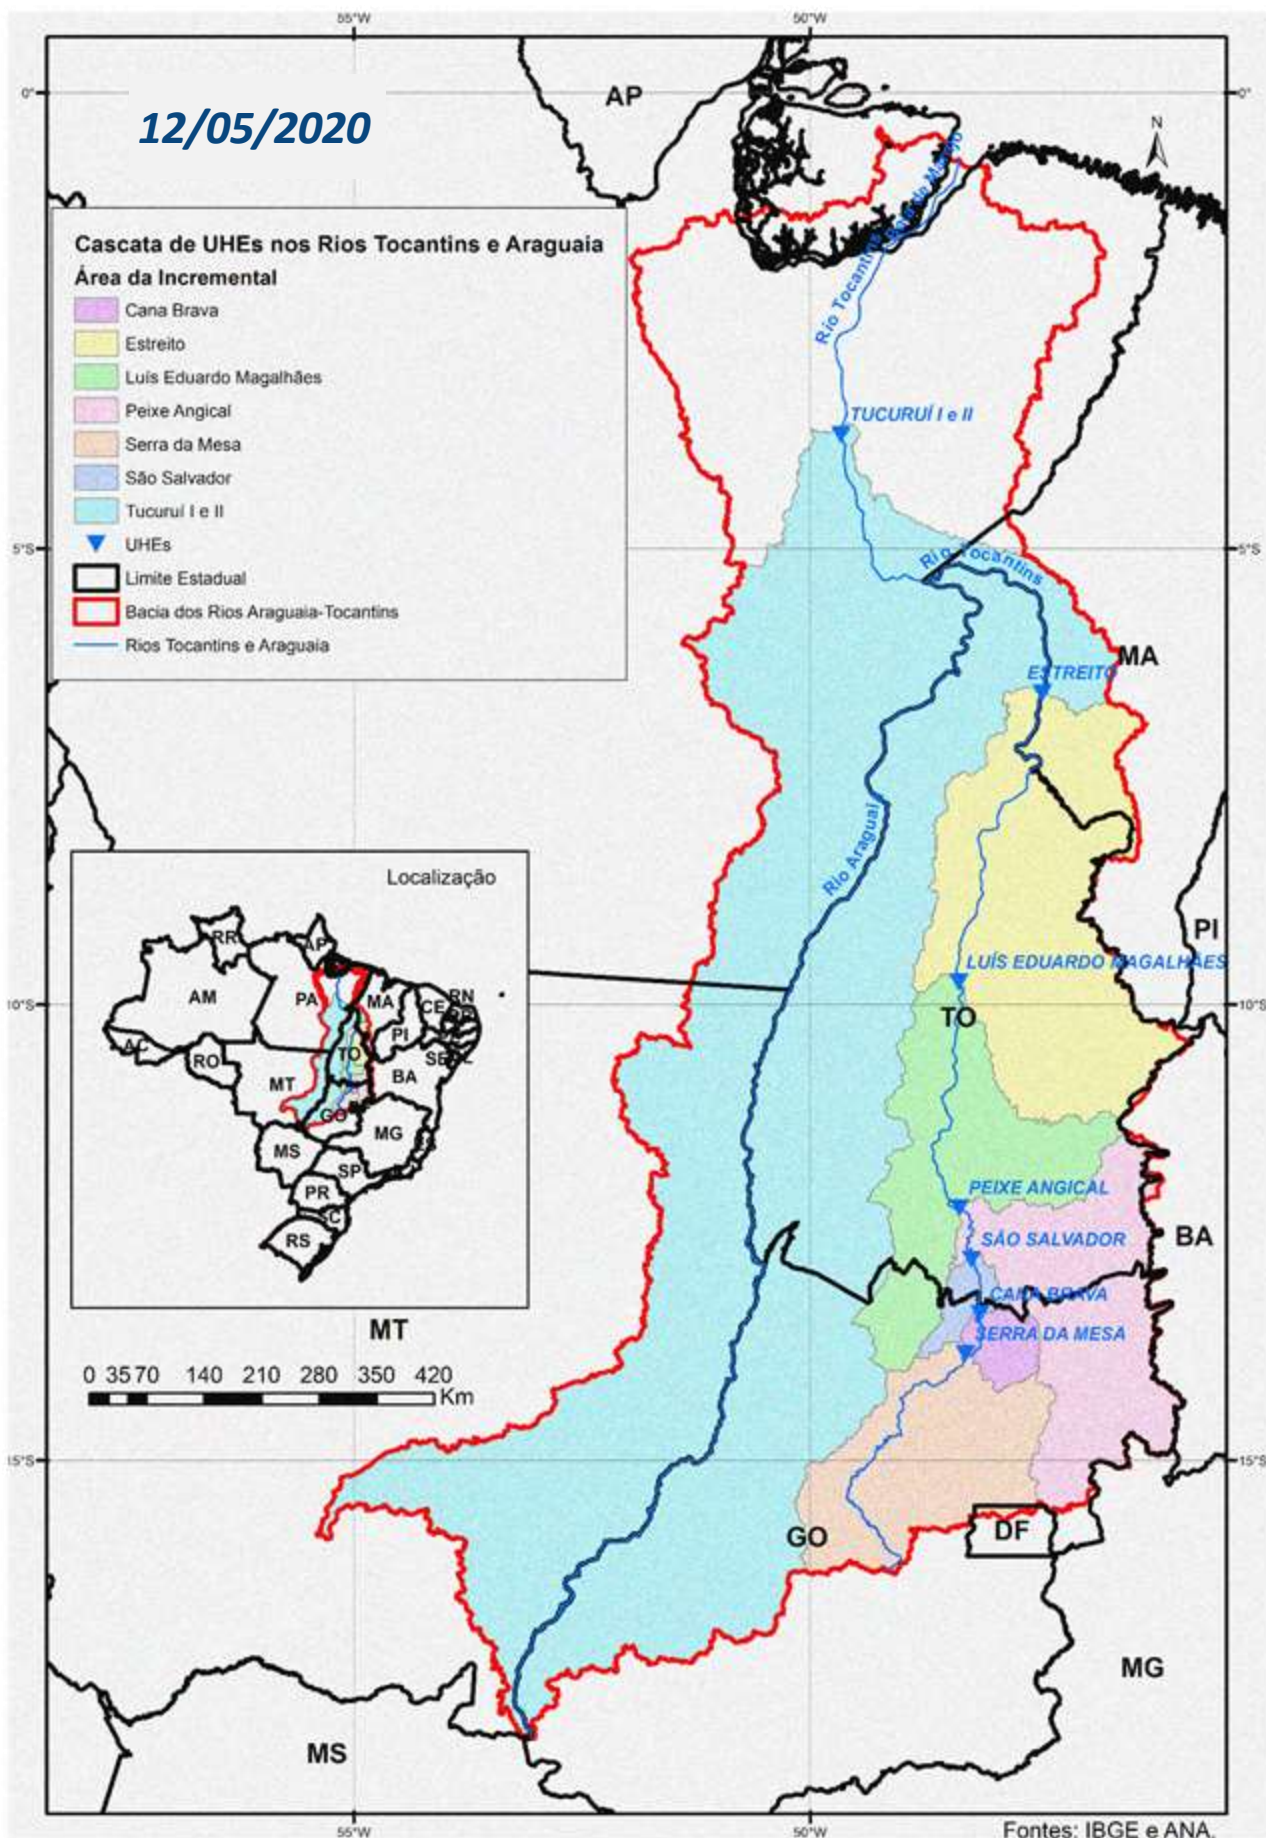 55°W
50°W
0°
0°
12/05/2020
AP
N
Cascata de UHEs nos Rios Tocantins e Araguaia
Área da Incremental
Cana Brava
Estreito
Luís Eduardo Magalhães
Peixe Angical
Serra da Mesa
São Salvador
Tucuruí I e II
UHEs
Limite Estadual
Bacia dos Rios Araguaia-Tocantins
Rios Tocantins e Araguaia
Rio Tocantins
TUCURUÍ I e II
5°S
5°S
Rio Tocantins
MA
ESTREITO
Rio Araguai
PI
LUÍS EDUARDO MAGALHÃES
TO
10°S
10°S
Localização
RR
AP
AM
PA
MA
CE
RN
PI
AC
RO
TO
SE
MT
BA
GO
MG
MS
SP
PR
SC
RS
PEIXE ANGICAL
SÃO SALVADOR
BA
CANA BRAVA
SERRA DA MESA
MT
0 35 70 140 210 280 350 420
Km
15°S
15°S
GO
DF
MG
MS
55°W
50°W
Fontes: IBGE e ANA.